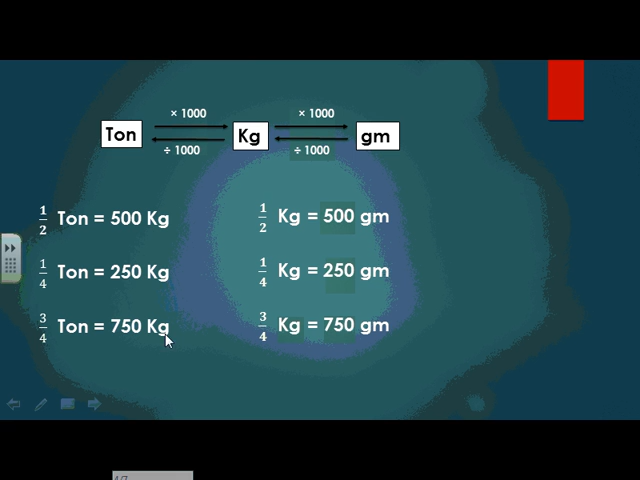 × 1000 × 1000
Ton Kg gm
÷ 1000 ÷ 1000
1/2 Ton = 500 Kg
1/4 Ton = 250 Kg
3/4 Ton = 750 Kg
1/2 Kg = 500 gm
1/4 Kg = 250 gm
3/4 Kg = 750 gm